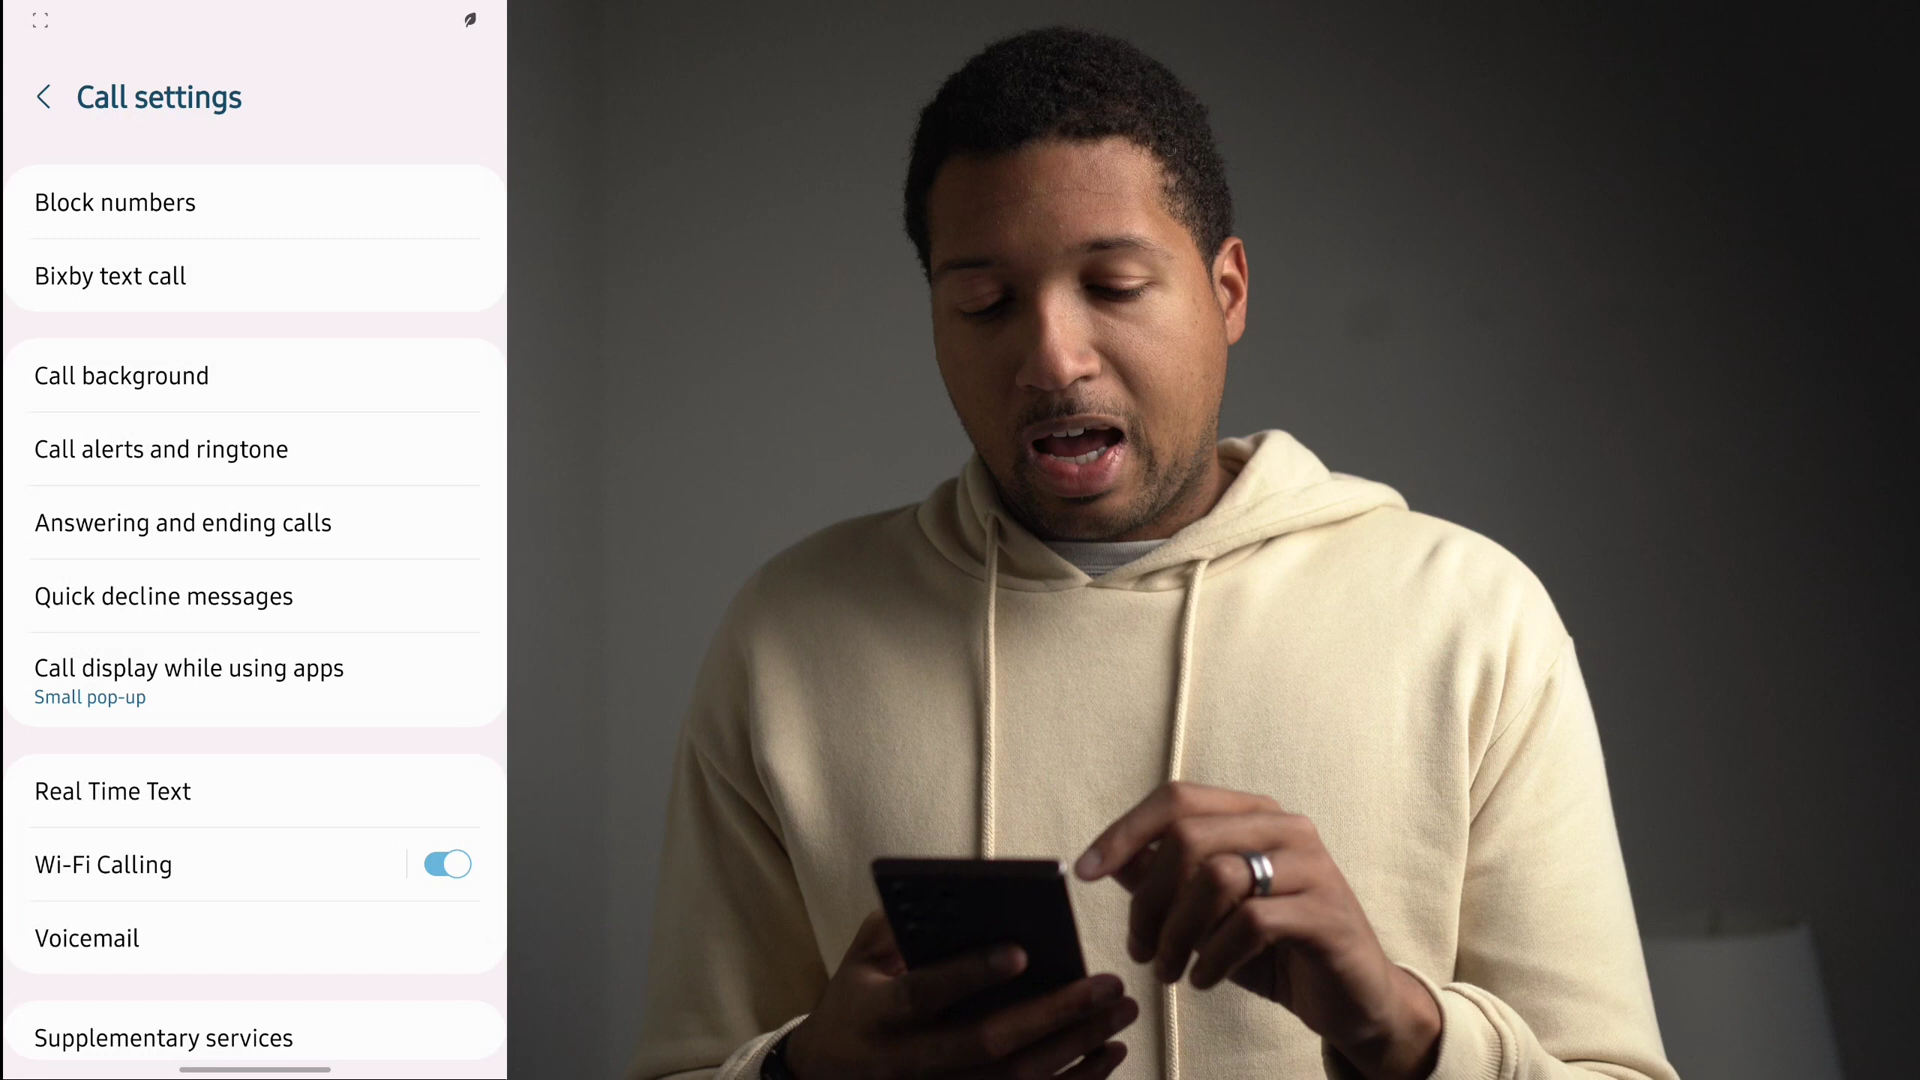 Call settings
Block numbers
Bixby text call
Call background
Call alerts and ringtone
Answering and ending calls
Quick decline messages
Call display while using apps
Small pop-up
Real Time Text
Wi-Fi Calling
Voicemail
Supplementary services